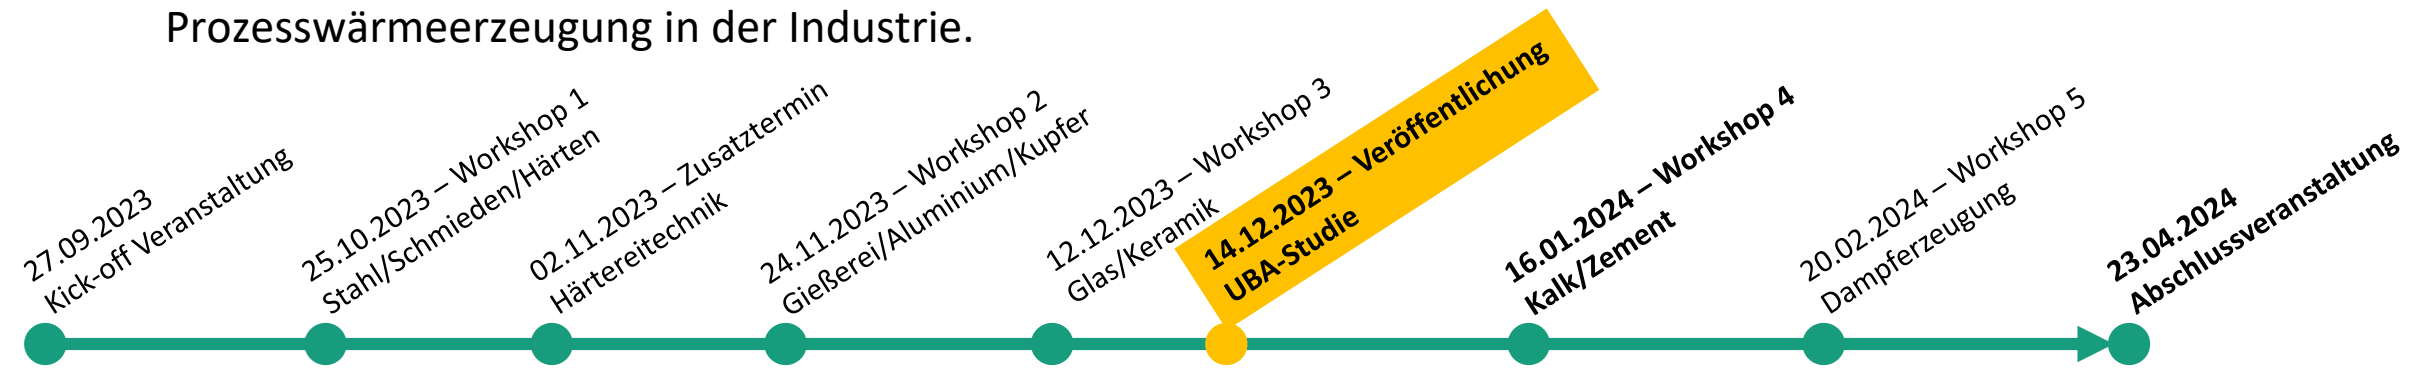 Prozesswärmeerzeugung in der Industrie.
27.09.2023
Kick-off Veranstaltung
25.10.2023 – Workshop 1
Stahl/Schmieden/Härten
02.11.2023 – Zusatztermin
Härtereitechnik
24.11.2023 – Workshop 2
Gießerei/Aluminium/Kupfer
12.12.2023 – Workshop 3
Glas/Keramik
14.12.2023 – Veröffentlichung
UBA-Studie
16.01.2024 – Workshop 4
Kalk/Zement
20.02.2024 – Workshop 5
Dampferzeugung
23.04.2024
Abschlussveranstaltung